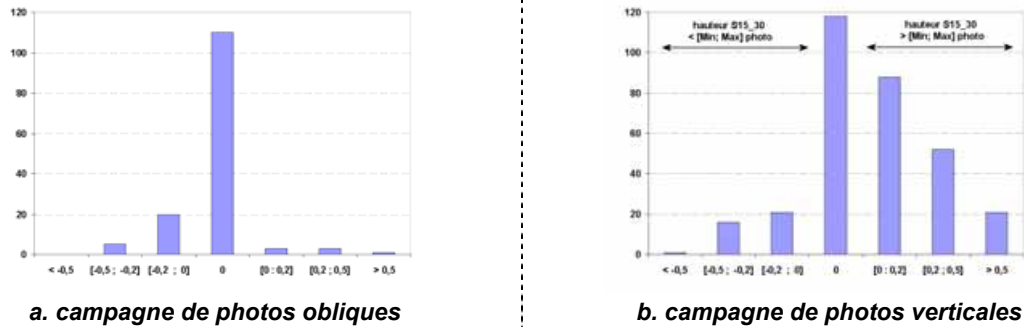 120
100
80
60
40
20
0
< -0,5 [-0,5 ; -0,2] [-0,2 ; 0] 0 [0 : 0,2] [0,2 ; 0,5] > 0,5
a. campagne de photos obliques
120
100
80
60
40
20
0
hauteur S15_30
< [Min; Max] photo
hauteur S15_30
> [Min; Max] photo
< -0,5 [-0,5 ; -0,2] [-0,2 ; 0] 0 [0 : 0,2] [0,2 ; 0,5] > 0,5
b. campagne de photos verticales